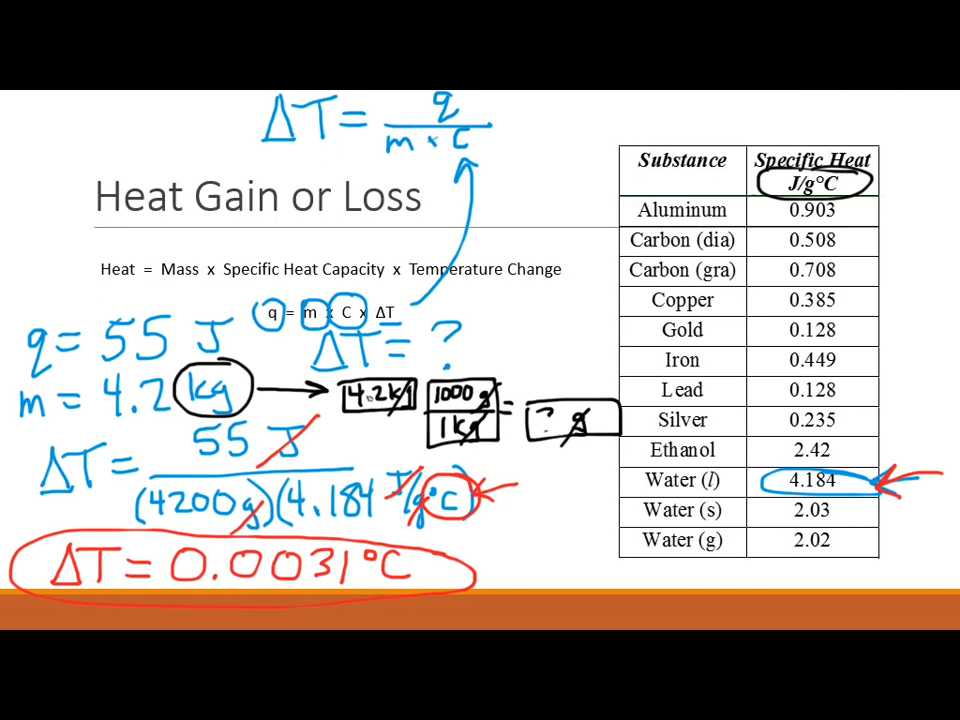 ΔT = q / m × C
Heat Gain or Loss
Heat = Mass x Specific Heat Capacity x Temperature Change
q = m x C x ΔT
q = 55 J
ΔT = ?
m = 4.2 kg → 4.2 kg 1000 g / 1 kg = ? g
ΔT = 55 J / (4200 g)(4.184 J/g°C)
ΔT = 0.0031°C
Substance Specific Heat J/g°C
Aluminum 0.903
Carbon (dia) 0.508
Carbon (gra) 0.708
Copper 0.385
Gold 0.128
Iron 0.449
Lead 0.128
Silver 0.235
Ethanol 2.42
Water (l) 4.184
Water (s) 2.03
Water (g) 2.02